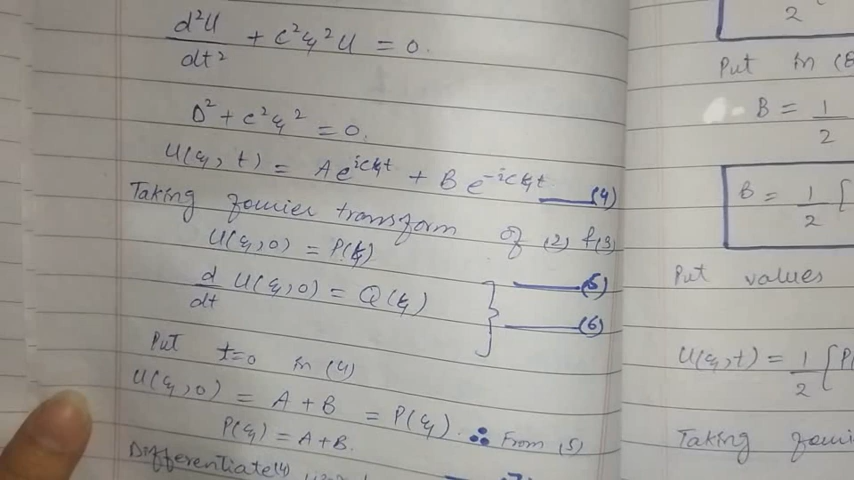 d²U/dt² + c²ξ²U = 0.
D² + c²ξ² = 0.
U(ξ, t) = Ae^{icξt} + Be^{-icξt} (4)
Taking fourier transform of (2) & (3)
U(ξ, 0) = P(ξ) (5)
d/dt U(ξ, 0) = Q(ξ) (6)
Put t=0 in (4)
U(ξ, 0) = A + B = P(ξ). ∴ From (5)
P(ξ) = A + B.
Differentiate (4)
2
Put in (8
B = 1/2
B = 1/2 [
Put values
U(ξ, t) = 1/2 [P(
Taking fouri